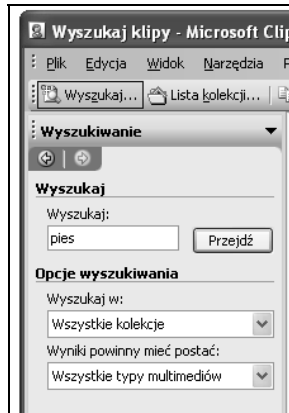 Wyszukaj klipy - Microsoft Clip
Plik Edycja Widok Narzędzia
Wyszukaj... Lista kolekcji...
Wyszukiwanie
Wyszukaj
Wyszukaj:
pies Przejdź
Opcje wyszukiwania
Wyszukaj w:
Wszystkie kolekcje
Wyniki powinny mieć postać:
Wszystkie typy multimediów